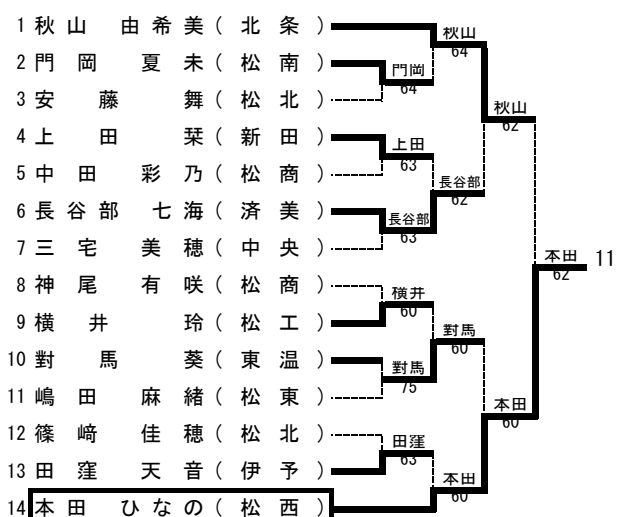 1 秋山 由希美 ( 北条 )
2 門岡 夏未 ( 松南 )
3 安藤 舞 ( 松北 )
4 上田 栞 ( 新田 )
5 中田 彩乃 ( 松商 )
6 長谷部 七海 ( 済美 )
7 三宅 美穂 ( 中央 )
8 神尾 有咲 ( 松商 )
9 横井 玲 ( 松工 )
10 對馬 葵 ( 東温 )
11 嶋田 麻緒 ( 松東 )
12 篠﨑 佳穂 ( 松北 )
13 田窪 天音 ( 伊予 )
14 本田 ひなの ( 松西 )
門岡
64
上田
63
長谷部
63
横井
60
對馬
75
田窪
63
秋山
64
長谷部
62
對馬
60
本田
60
秋山
62
本田
60
本田
62
11